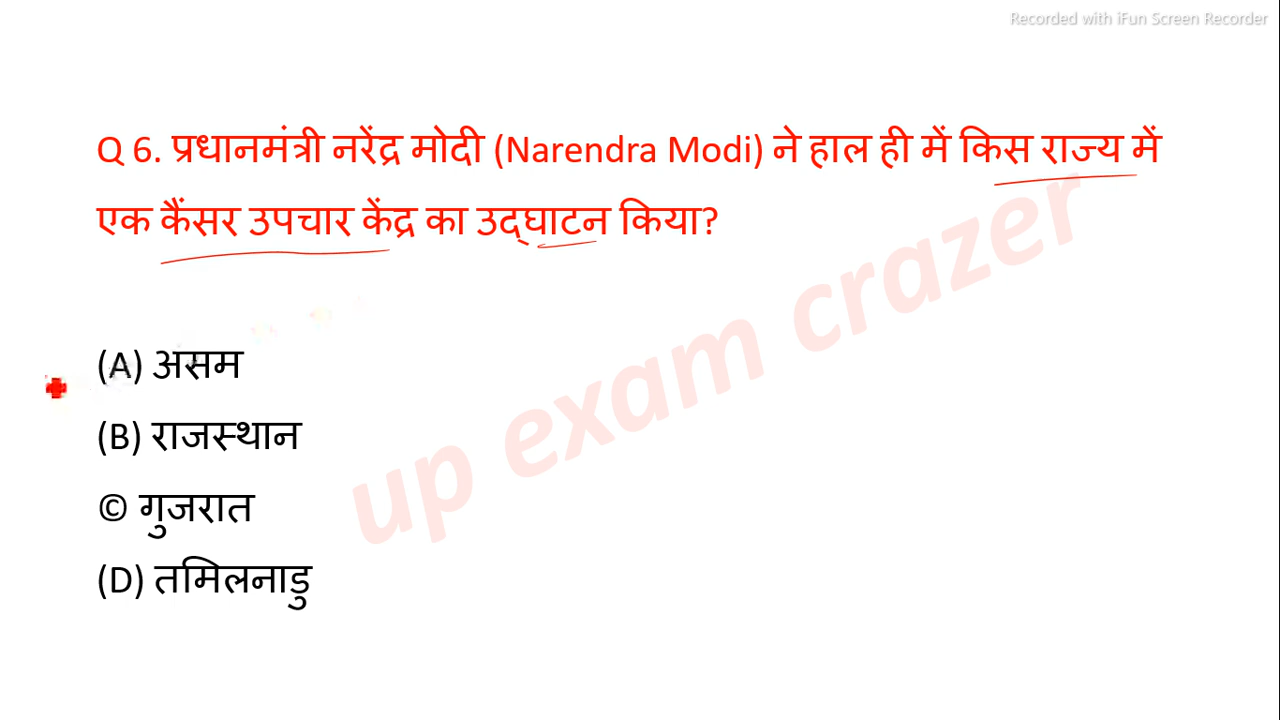 Recorded with iFun Screen Recorder
Q 6. प्रधानमंत्री नरेंद्र मोदी (Narendra Modi) ने हाल ही में किस राज्य में
एक कैंसर उपचार केंद्र का उद्घाटन किया?
(A) असम
(B) राजस्थान
© गुजरात
(D) तमिलनाडु
up exam crazer